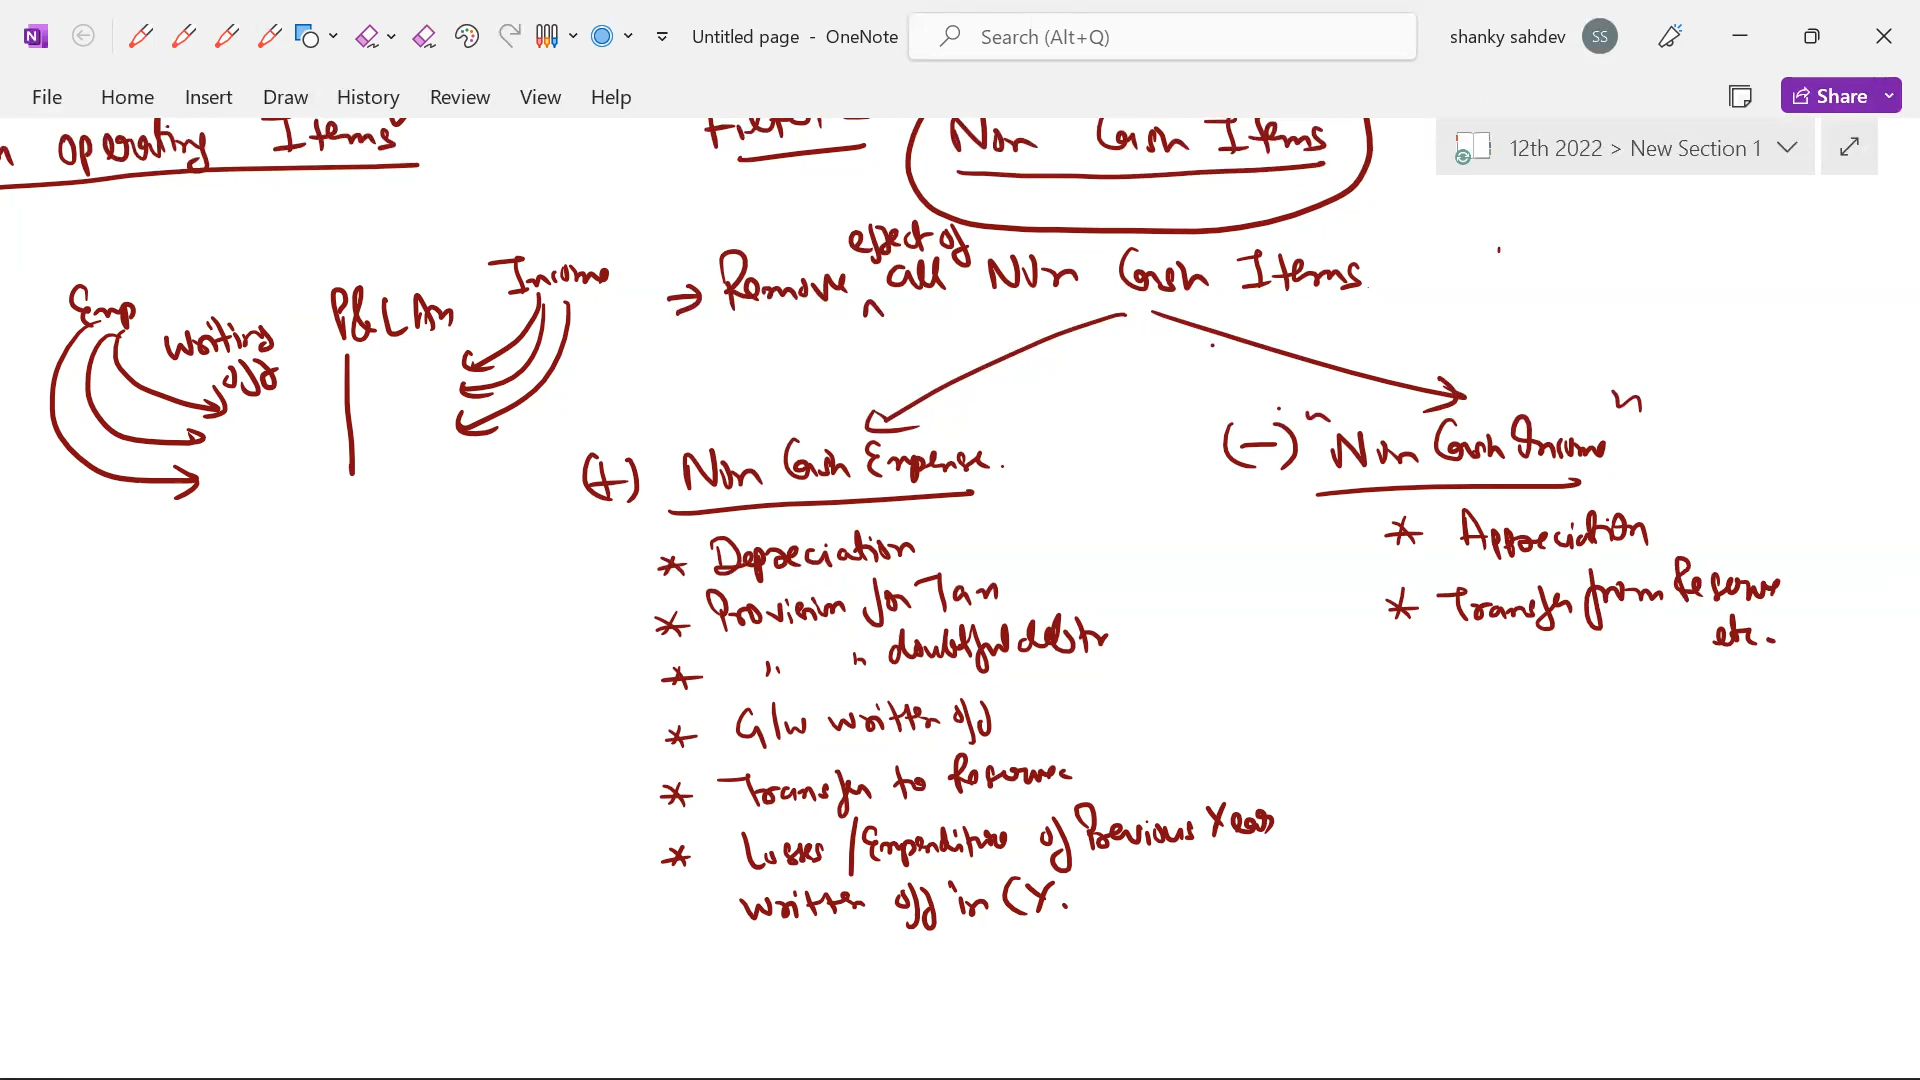 Untitled page - OneNote
Search (Alt+Q)
shanky sahdev
SS
File Home Insert Draw History Review View Help
Share
12th 2022 > New Section 1
operating Items
Filter
Non Cash Items
effect of
→ Remove ^ all Non Cash Items
Exp
writing off
P&L A/c
Income
(+) Non Cash Expense.
* Depreciation
* Provision for Tax
* " " doubtful debts
* G/w written off
* Transfer to Reserve
* Losses / Expenditure of Previous Year
written off in CY.
(-) "Non Cash Income"
* Appreciation
* Transfer from Reserve
etc.